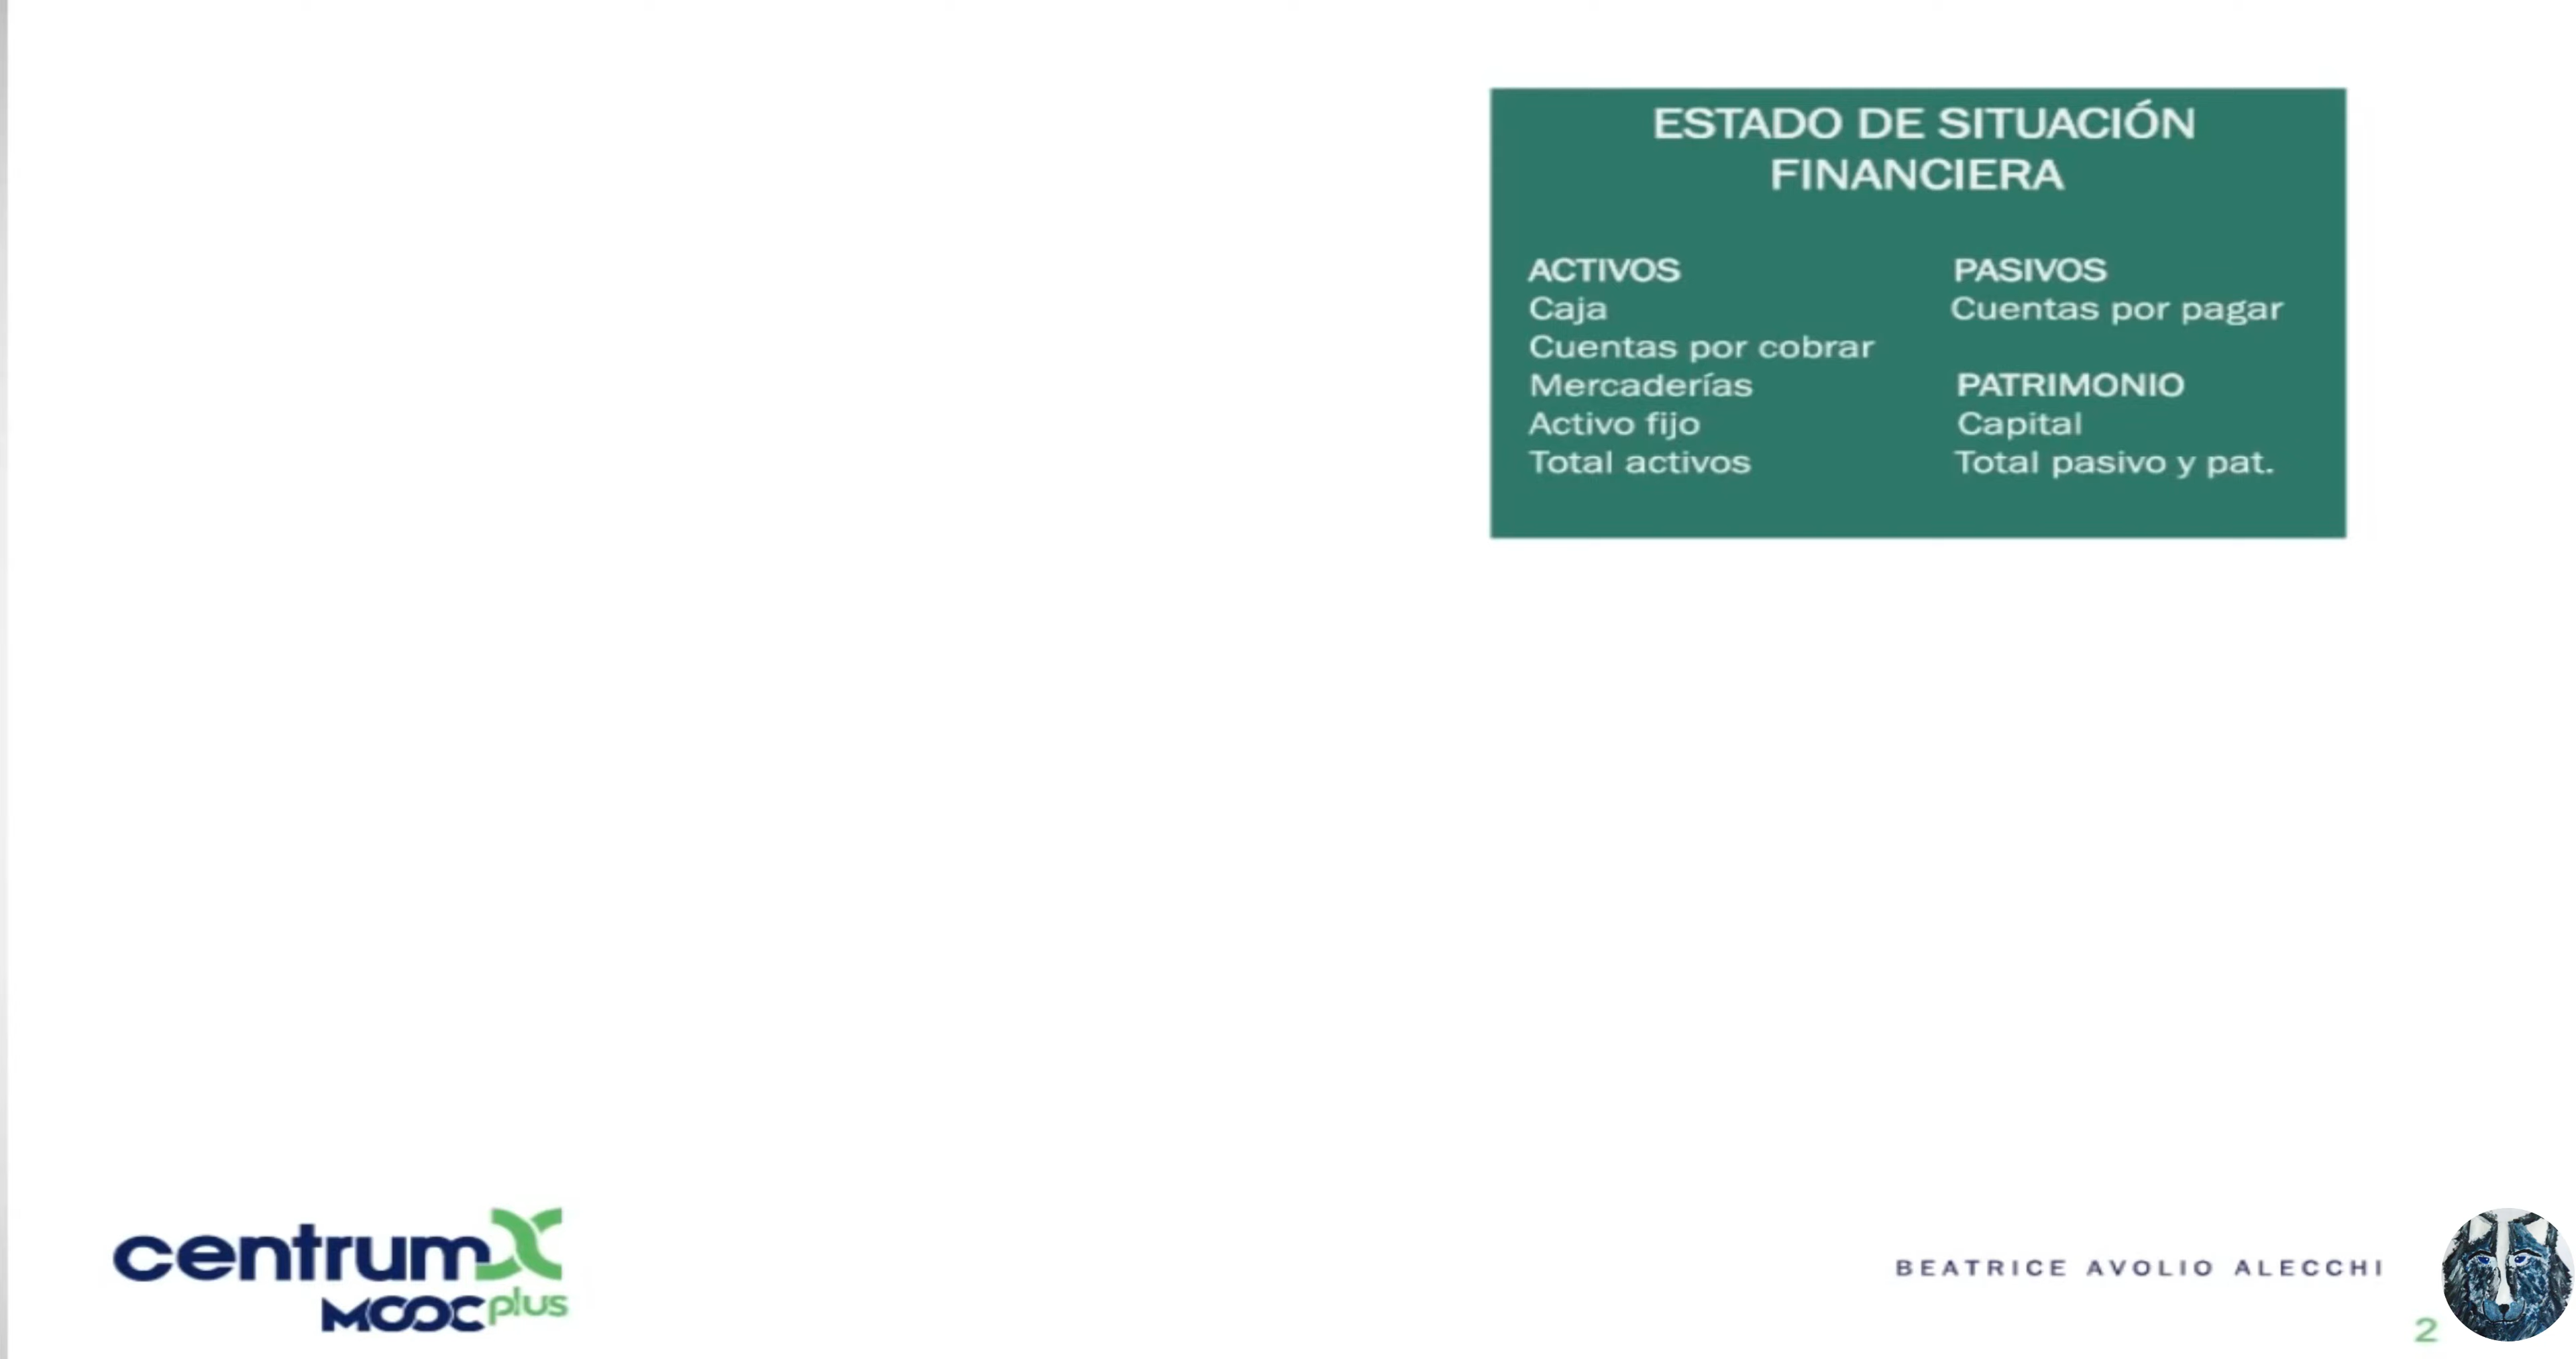 ESTADO DE SITUACIÓN
FINANCIERA
ACTIVOS
Caja
Cuentas por cobrar
Mercaderías
Activo fijo
Total activos
PASIVOS
Cuentas por pagar
PATRIMONIO
Capital
Total pasivo y pat.
centrumX
MOOC plus
BEATRICE AVOLIO ALECCHI
2